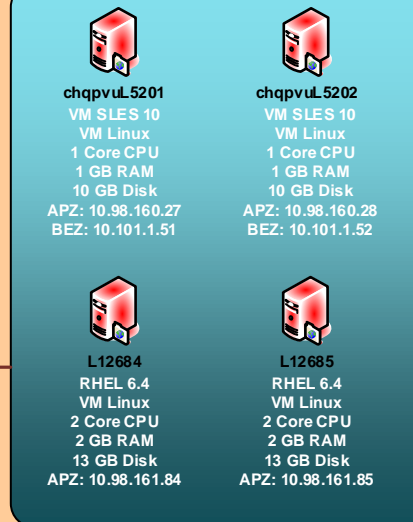 chqpvuL5201
VM SLES 10
VM Linux
1 Core CPU
1 GB RAM
10 GB Disk
APZ: 10.98.160.27
BEZ: 10.101.1.51
chqpvuL5202
VM SLES 10
VM Linux
1 Core CPU
1 GB RAM
10 GB Disk
APZ: 10.98.160.28
BEZ: 10.101.1.52
L12684
RHEL 6.4
VM Linux
2 Core CPU
2 GB RAM
13 GB Disk
APZ: 10.98.161.84
L12685
RHEL 6.4
VM Linux
2 Core CPU
2 GB RAM
13 GB Disk
APZ: 10.98.161.85